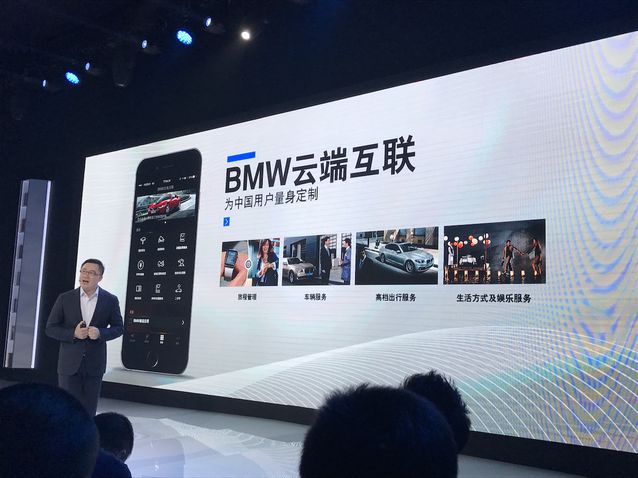 BMW云端互联
为中国用户量身定制
旅程管理
车辆服务
高档出行服务
生活方式及娱乐服务